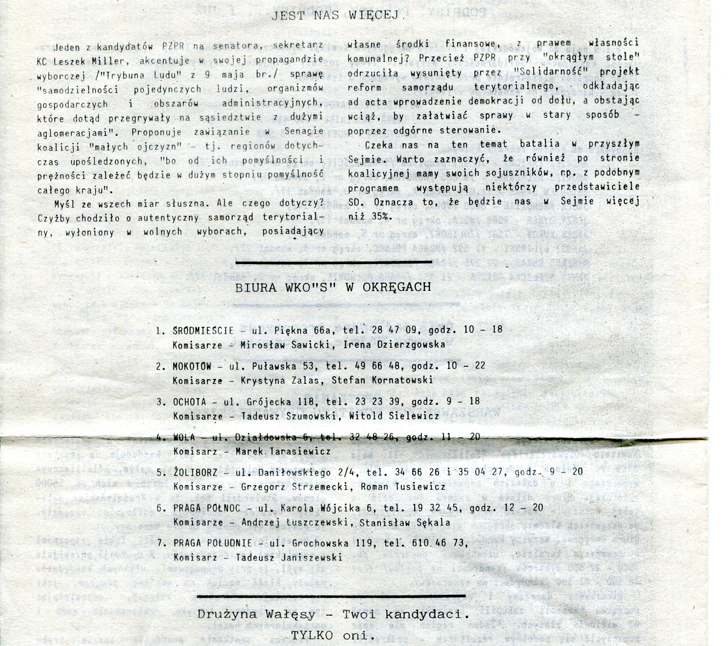 JEST NAS WIĘCEJ.
Jeden z kandydatów PZPR na senatora, sekretarz
KC Leszek Miller, akcentuje w swojej propagandzie
wyborczej /"Trybuna Ludu" z 9 maja br./ sprawę
"samodzielności pojedynczych ludzi, organizmów
gospodarczych i obszarów administracyjnych,
które dotąd przegrywały na sąsiedztwie z dużymi
aglomeracjami". Proponuje zawiązanie w Senacie
koalicji "małych ojczyzn" – tj. regionów dotych-
czas upośledzonych, "bo od ich pomyślności i
prężności zależeć będzie w dużym stopniu pomyślność
całego kraju".
Myśl ze wszech miar słuszna. Ale czego dotyczy?
Czyżby chodziło o autentyczny samorząd terytorial-
ny, wyłoniony w wolnych wyborach, posiadający
własne środki finansowe, z prawem własności
komunalnej? Przecież PZPR przy "okrągłym stole"
odrzuciła wysunięty przez "Solidarność" projekt
reform samorządu terytorialnego, odkładając
ad acta wprowadzenie demokracji od dołu, a obstając
wciąż, by załatwiać sprawy w stary sposób –
poprzez odgórne sterowanie.
Czeka nas na ten temat batalia w przyszłym
Sejmie. Warto zaznaczyć, że również po stronie
koalicyjnej mamy swoich sojuszników, np. z podobnym
programem występują niektórzy przedstawiciele
SD. Oznacza to, że będzie nas w Sejmie więcej
niż 35%.
BIURA WKO"S" W OKRĘGACH
1. ŚRÓDMIEŚCIE – ul. Piękna 66a, tel. 28 47 09, godz. 10 – 18
Komisarze – Mirosław Sawicki, Irena Dzierzgowska
2. MOKOTÓW – ul. Puławska 53, tel. 49 66 48, godz. 10 – 22
Komisarze – Krystyna Zalas, Stefan Kornatowski
3. OCHOTA – ul. Grójecka 118, tel. 23 23 39, godz. 9 – 18
Komisarze – Tadeusz Szumowski, Witold Sielewicz
4. WOLA – ul. Działdowska 6, tel. 32 48 26, godz. 11 – 20
Komisarz – Marek Tarasiewicz
5. ŻOLIBORZ – ul. Daniłowskiego 2/4, tel. 34 66 26 i 35 04 27, godz. 9 – 20
Komisarze – Grzegorz Strzemecki, Roman Tusiewicz
6. PRAGA PÓŁNOC – ul. Karola Wójcika 6, tel. 19 32 45, godz. 12 – 20
Komisarze – Andrzej Łuszczewski, Stanisław Sękala
7. PRAGA POŁUDNIE – ul. Grochowska 119, tel. 610 46 73,
Komisarz – Tadeusz Janiszewski
Drużyna Wałęsy – Twoi kandydaci.
TYLKO oni.